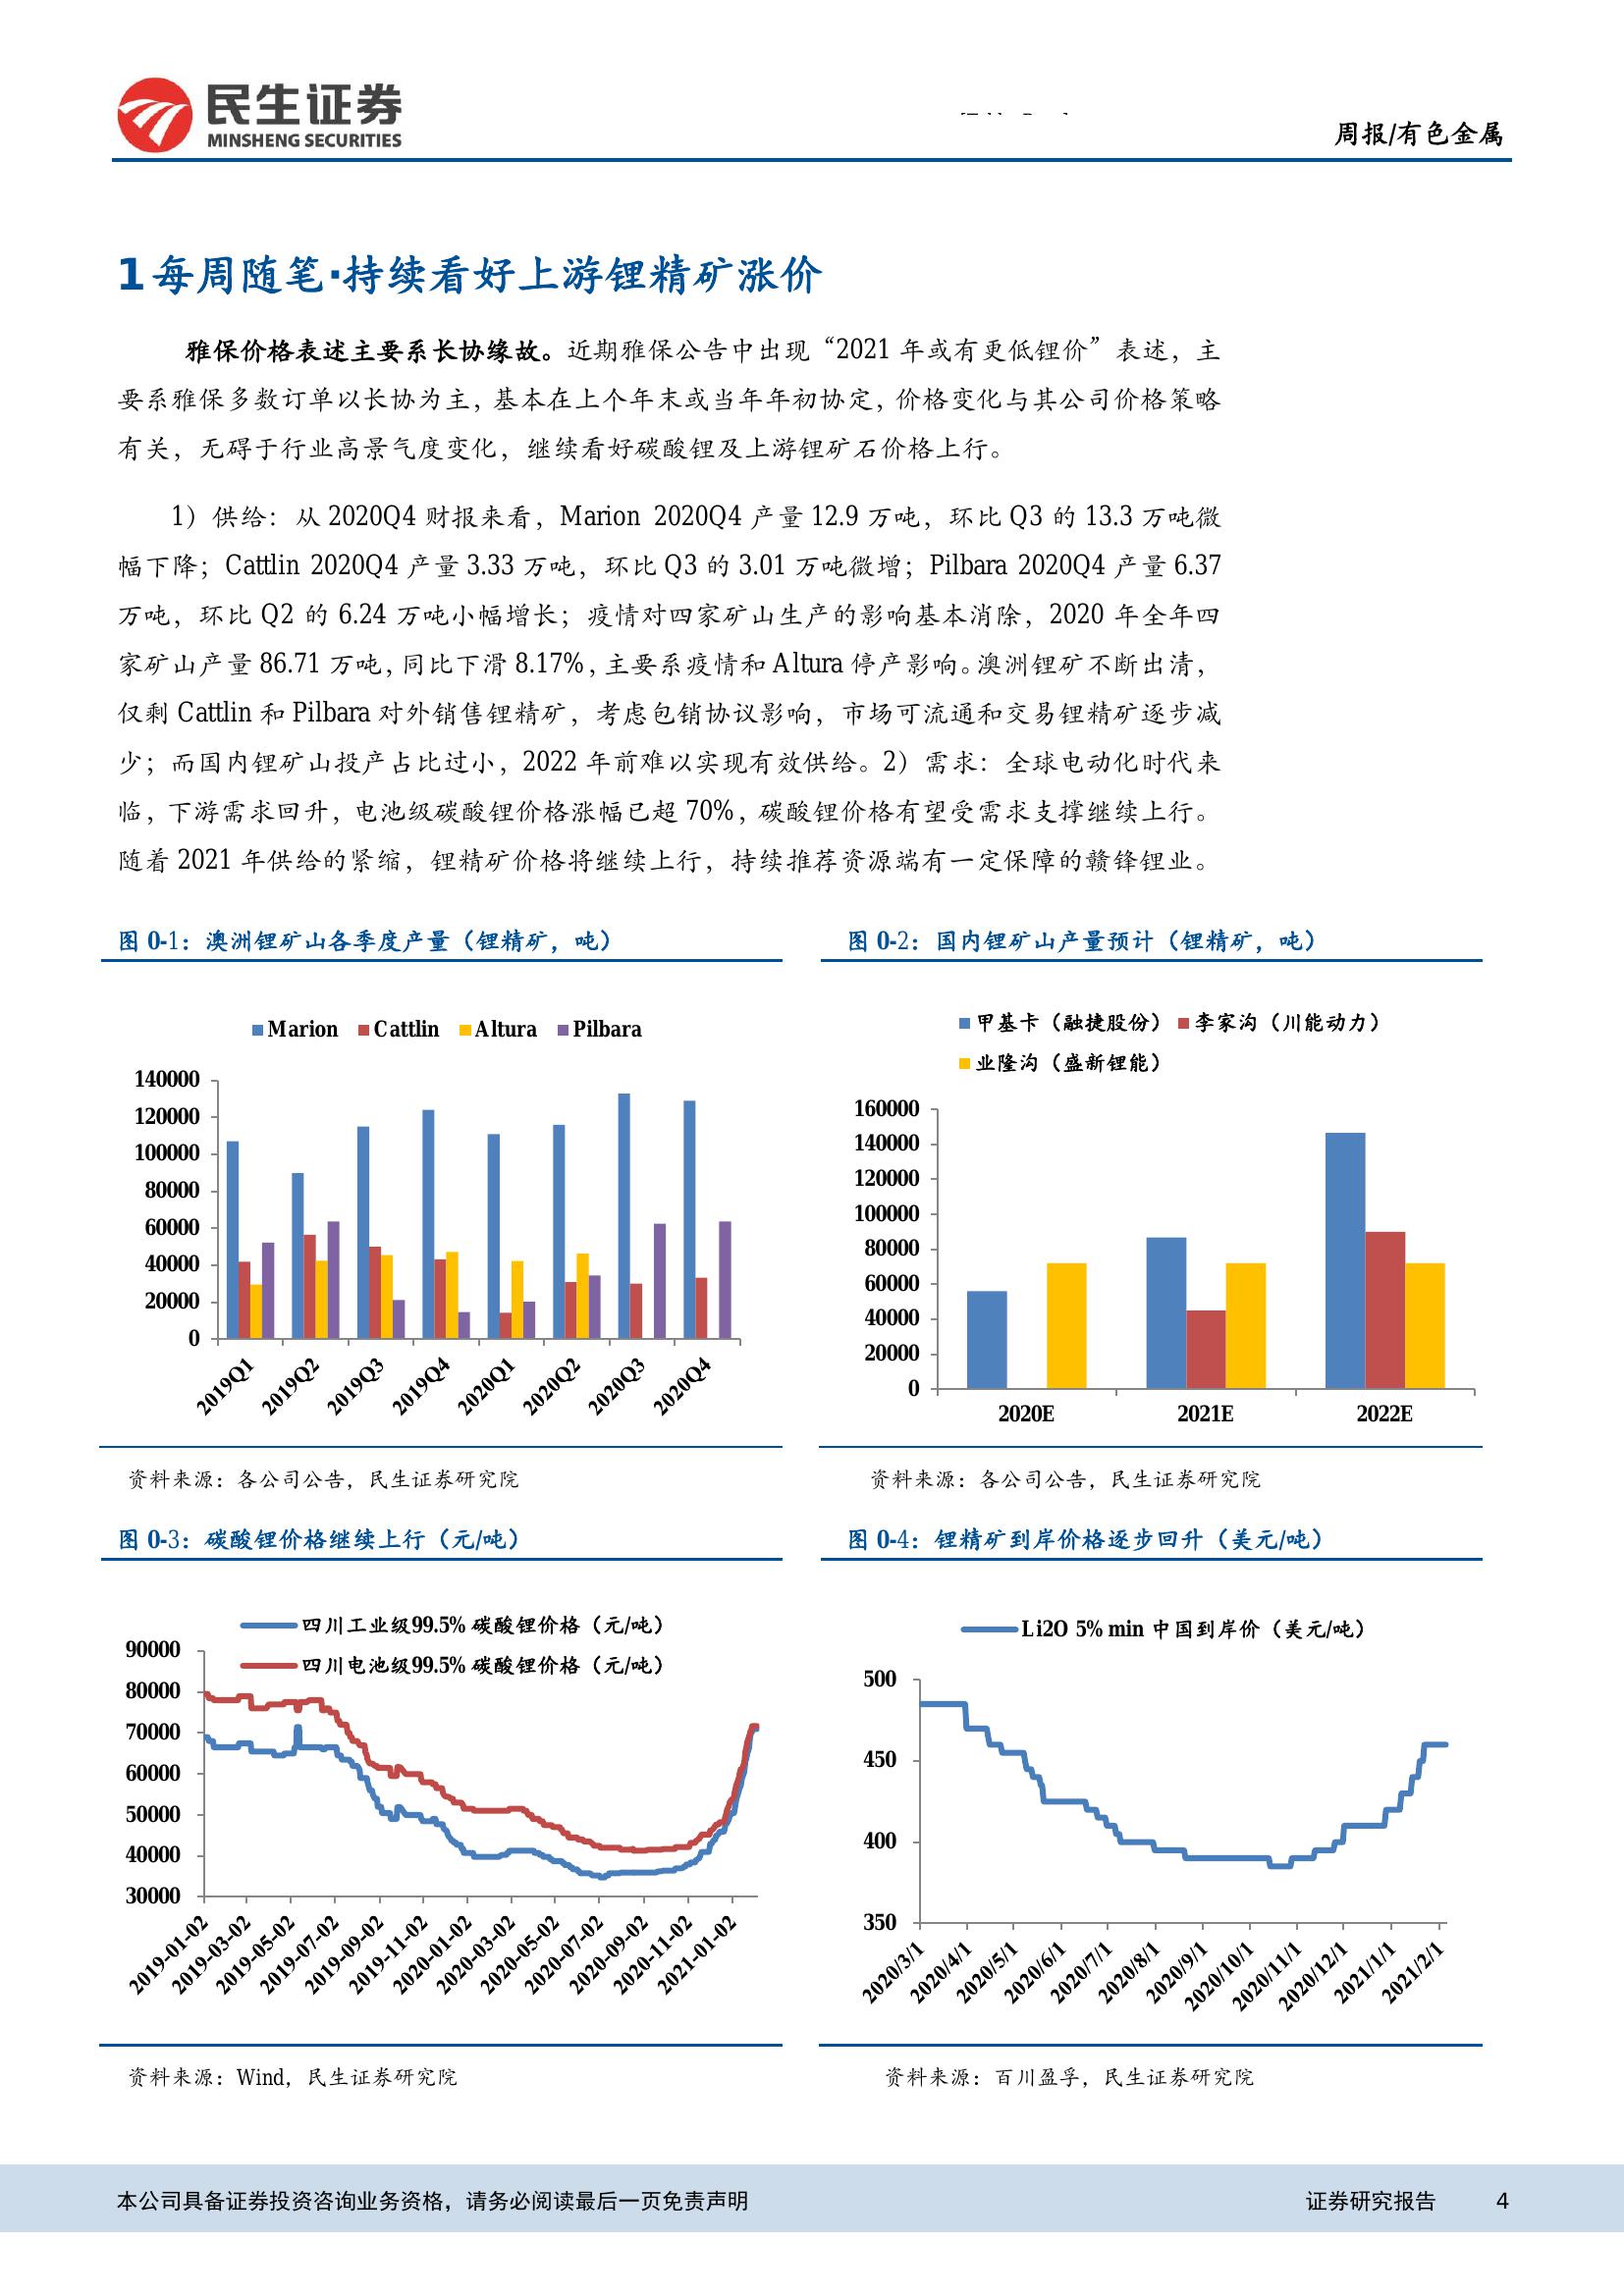 民生证券
MINSHENG SECURITIES
周报/有色金属
1 每周随笔·持续看好上游锂精矿涨价
雅保价格表述主要系长协缘故。近期雅保公告中出现“2021 年或有更低锂价”表述，主
要系雅保多数订单以长协为主，基本在上个年末或当年年初协定，价格变化与其公司价格策略
有关，无碍于行业高景气度变化，继续看好碳酸锂及上游锂矿石价格上行。
1）供给：从 2020Q4 财报来看，Marion 2020Q4 产量 12.9 万吨，环比 Q3 的 13.3 万吨微
幅下降；Cattlin 2020Q4 产量 3.33 万吨，环比 Q3 的 3.01 万吨微增；Pilbara 2020Q4 产量 6.37
万吨，环比 Q2 的 6.24 万吨小幅增长；疫情对四家矿山生产的影响基本消除，2020 年全年四
家矿山产量 86.71 万吨，同比下滑 8.17%，主要系疫情和 Altura 停产影响。澳洲锂矿不断出清，
仅剩 Cattlin 和 Pilbara 对外销售锂精矿，考虑包销协议影响，市场可流通和交易锂精矿逐步减
少；而国内锂矿山投产占比过小，2022 年前难以实现有效供给。2）需求：全球电动化时代来
临，下游需求回升，电池级碳酸锂价格涨幅已超 70%，碳酸锂价格有望受需求支撑继续上行。
随着 2021 年供给的紧缩，锂精矿价格将继续上行，持续推荐资源端有一定保障的赣锋锂业。
图 0-1：澳洲锂矿山各季度产量（锂精矿，吨）
Marion Cattlin Altura Pilbara
140000
120000
100000
80000
60000
40000
20000
0
2019Q1 2019Q2 2019Q3 2019Q4 2020Q1 2020Q2 2020Q3 2020Q4
资料来源：各公司公告，民生证券研究院
图 0-2：国内锂矿山产量预计（锂精矿，吨）
甲基卡（融捷股份） 李家沟（川能动力）
业隆沟（盛新锂能）
160000
140000
120000
100000
80000
60000
40000
20000
0
2020E 2021E 2022E
资料来源：各公司公告，民生证券研究院
图 0-3：碳酸锂价格继续上行（元/吨）
四川工业级99.5% 碳酸锂价格（元/吨）
四川电池级99.5% 碳酸锂价格（元/吨）
90000
80000
70000
60000
50000
40000
30000
2019-01-02 2019-03-02 2019-05-02 2019-07-02 2019-09-02 2019-11-02 2020-01-02 2020-03-02 2020-05-02 2020-07-02 2020-09-02 2020-11-02 2021-01-02
资料来源：Wind，民生证券研究院
图 0-4：锂精矿到岸价格逐步回升（美元/吨）
Li2O 5% min 中国到岸价（美元/吨）
500
450
400
350
2020/3/1 2020/4/1 2020/5/1 2020/6/1 2020/7/1 2020/8/1 2020/9/1 2020/10/1 2020/11/1 2020/12/1 2021/1/1 2021/2/1
资料来源：百川盈孚，民生证券研究院
本公司具备证券投资咨询业务资格，请务必阅读最后一页免责声明
证券研究报告 4